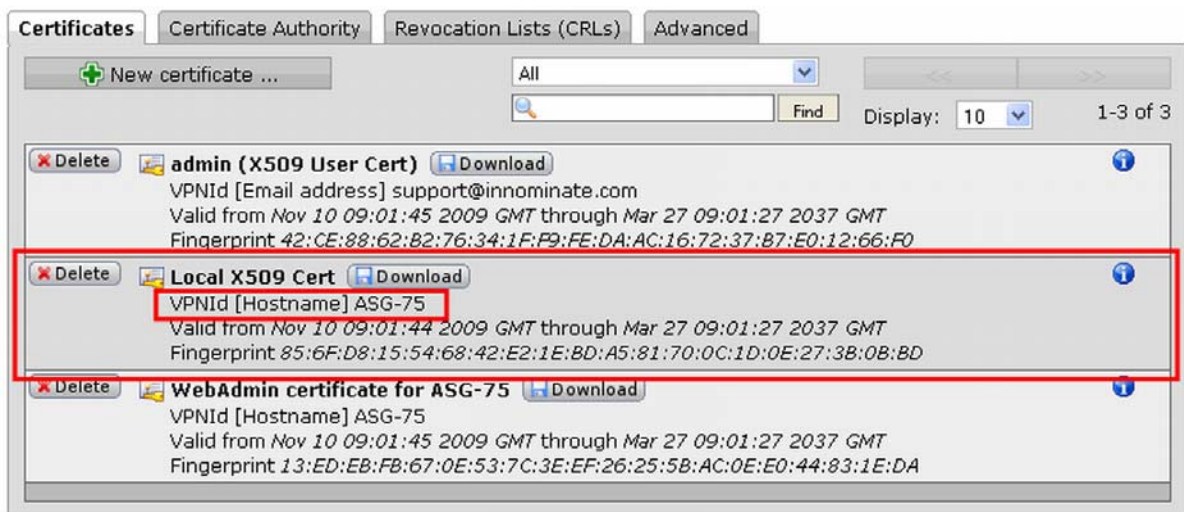 Certificates Certificate Authority Revocation Lists (CRLs) Advanced
New certificate ... All << >>
Find Display: 10 1-3 of 3
Delete admin (X509 User Cert) Download
VPNId [Email address] support@innominate.com
Valid from Nov 10 09:01:45 2009 GMT through Mar 27 09:01:27 2037 GMT
Fingerprint 42:CE:88:62:B2:76:34:1F:F9:FE:DA:AC:16:72:37:B7:E0:12:66:F0
Delete Local X509 Cert Download
VPNId [Hostname] ASG-75
Valid from Nov 10 09:01:44 2009 GMT through Mar 27 09:01:27 2037 GMT
Fingerprint 85:6F:D8:15:54:68:42:E2:1E:BD:A5:81:70:0C:1D:0E:27:3B:0B:BD
Delete WebAdmin certificate for ASG-75 Download
VPNId [Hostname] ASG-75
Valid from Nov 10 09:01:45 2009 GMT through Mar 27 09:01:27 2037 GMT
Fingerprint 13:ED:EB:FB:67:0E:53:7C:3E:EF:26:25:5B:AC:0E:E0:44:83:1E:DA